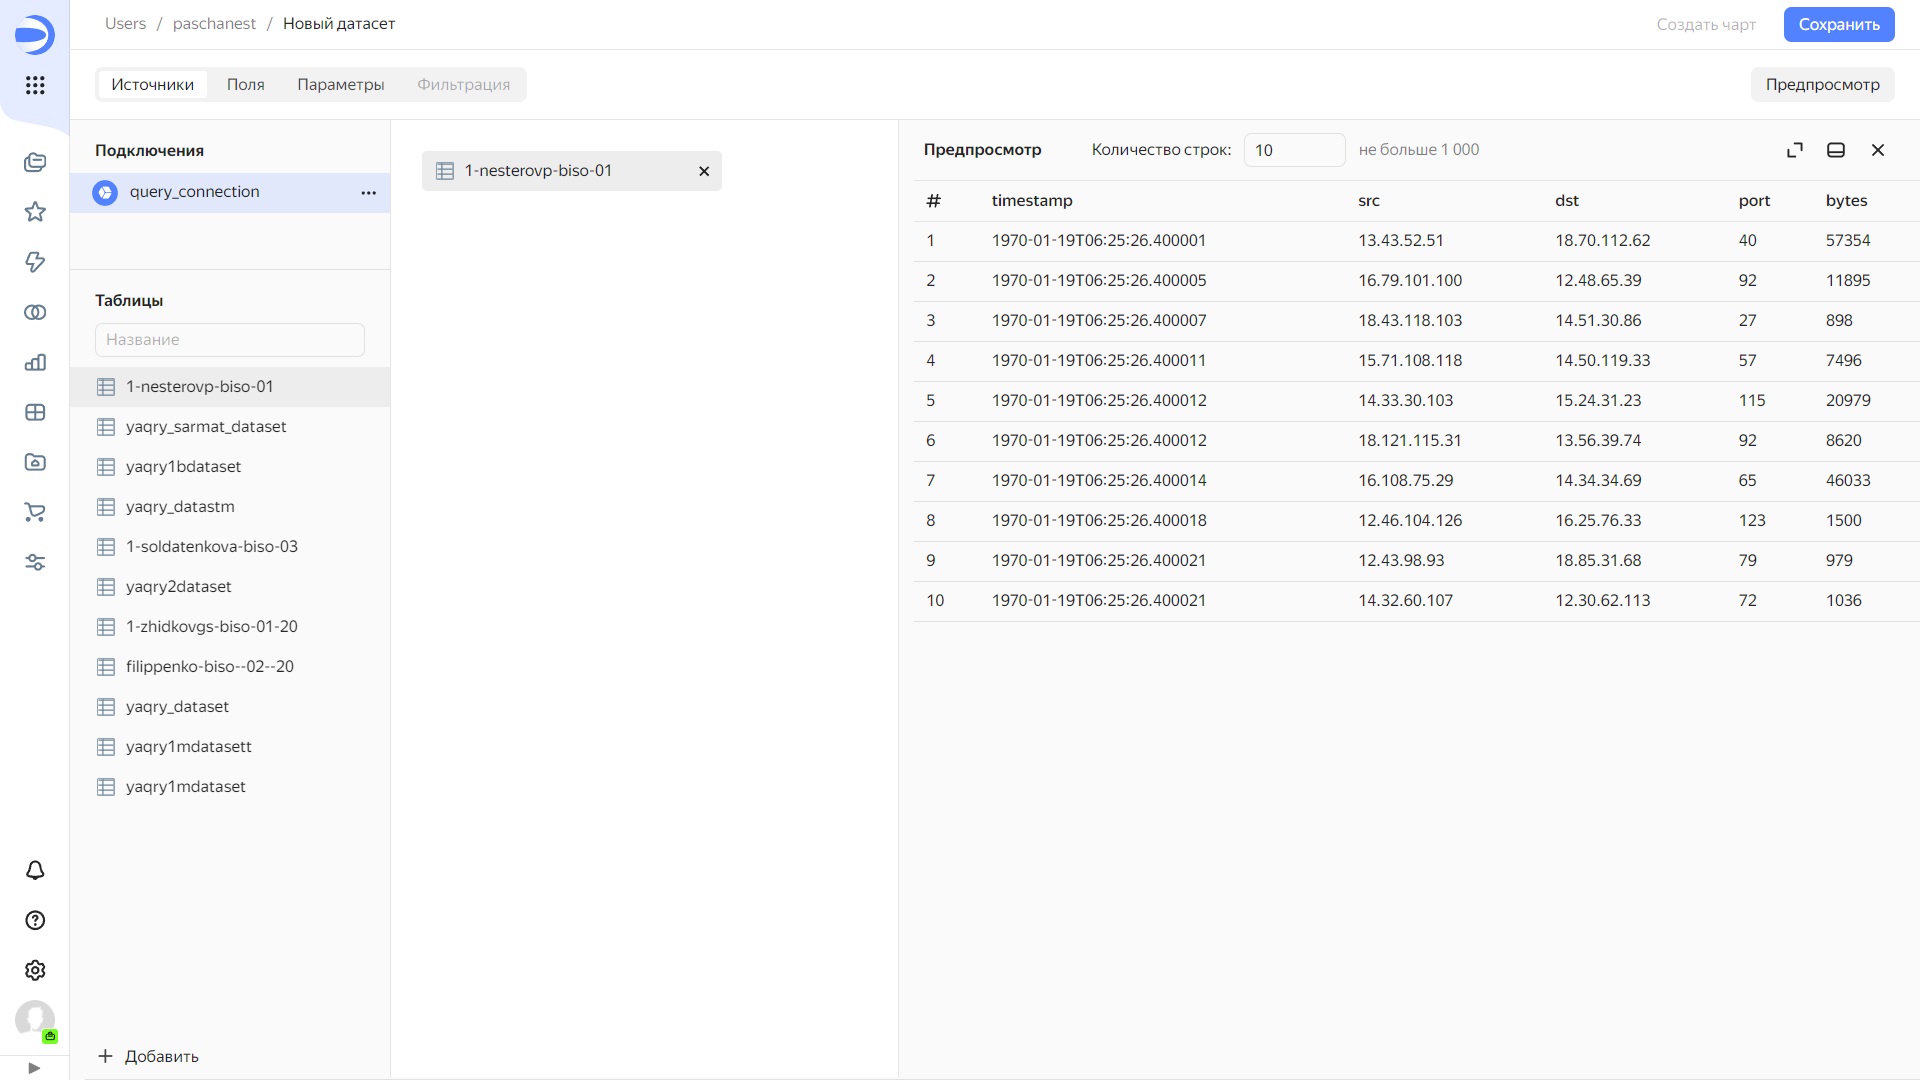 Users / paschanest / Новый датасет
Создать чарт
Сохранить
Источники Поля Параметры Фильтрация
Предпросмотр
Подключения
query_connection
Таблицы
Название
1-nesterovp-biso-01
yaqry_sarmat_dataset
yaqry1bdataset
yaqry_datastm
1-soldatenkova-biso-03
yaqry2dataset
1-zhidkovgs-biso-01-20
filippenko-biso--02--20
yaqry_dataset
yaqry1mdatasett
yaqry1mdataset
+ Добавить
1-nesterovp-biso-01
Предпросмотр Количество строк: 10 не больше 1 000
# timestamp src dst port bytes
1 1970-01-19T06:25:26.400001 13.43.52.51 18.70.112.62 40 57354
2 1970-01-19T06:25:26.400005 16.79.101.100 12.48.65.39 92 11895
3 1970-01-19T06:25:26.400007 18.43.118.103 14.51.30.86 27 898
4 1970-01-19T06:25:26.400011 15.71.108.118 14.50.119.33 57 7496
5 1970-01-19T06:25:26.400012 14.33.30.103 15.24.31.23 115 20979
6 1970-01-19T06:25:26.400012 18.121.115.31 13.56.39.74 92 8620
7 1970-01-19T06:25:26.400014 16.108.75.29 14.34.34.69 65 46033
8 1970-01-19T06:25:26.400018 12.46.104.126 16.25.76.33 123 1500
9 1970-01-19T06:25:26.400021 12.43.98.93 18.85.31.68 79 979
10 1970-01-19T06:25:26.400021 14.32.60.107 12.30.62.113 72 1036